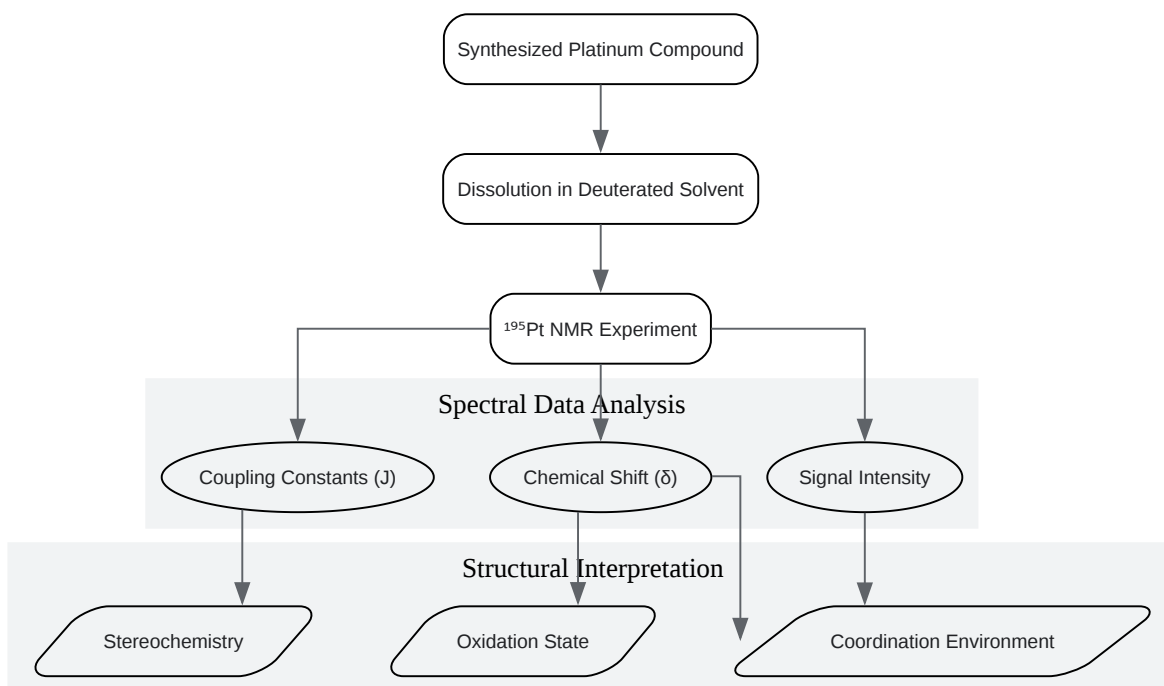 Synthesized Platinum Compound
Dissolution in Deuterated Solvent
¹⁹⁵Pt NMR Experiment
Spectral Data Analysis
Coupling Constants (J)
Chemical Shift (δ)
Signal Intensity
Structural Interpretation
Stereochemistry
Oxidation State
Coordination Environment